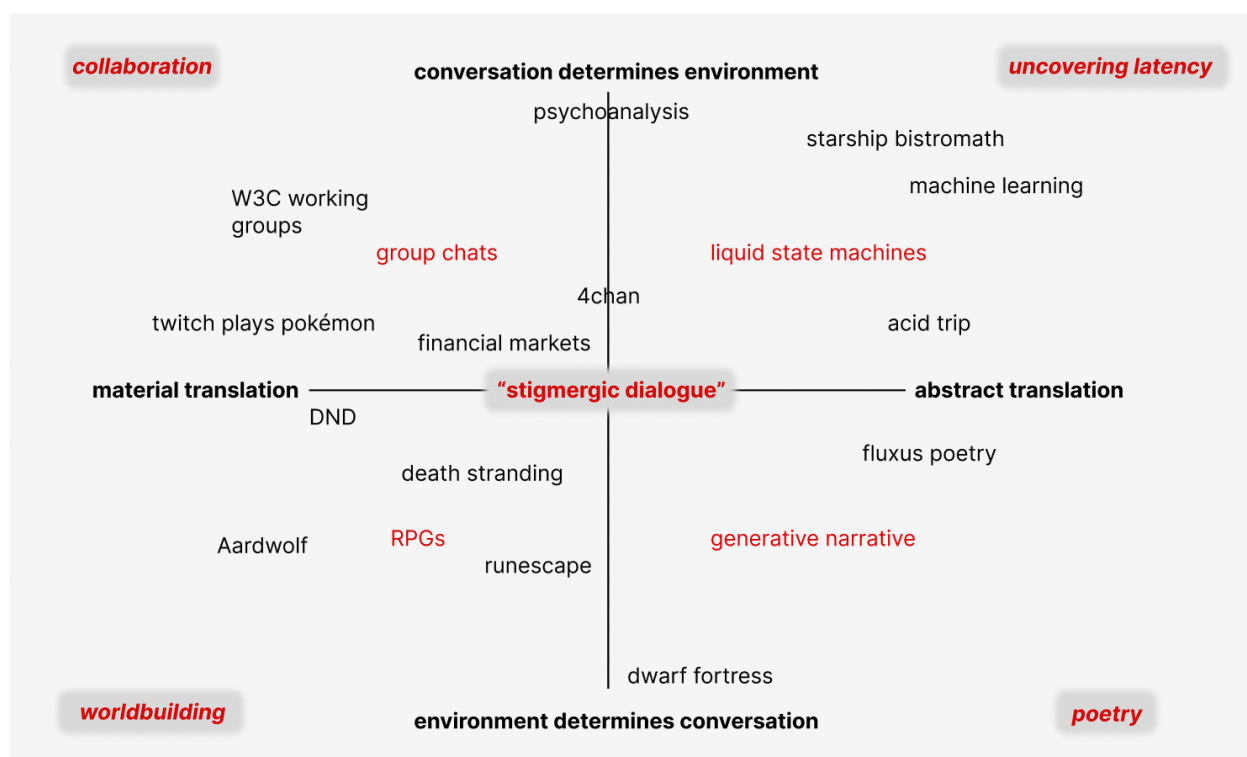 collaboration
conversation determines environment
uncovering latency
psychoanalysis
starship bistromath
machine learning
W3C working
groups
group chats
liquid state machines
4chan
twitch plays pokémon
acid trip
financial markets
material translation
“stigmergic dialogue”
abstract translation
DND
fluxus poetry
death stranding
Aardwolf
RPGs
generative narrative
runescape
dwarf fortress
worldbuilding
environment determines conversation
poetry